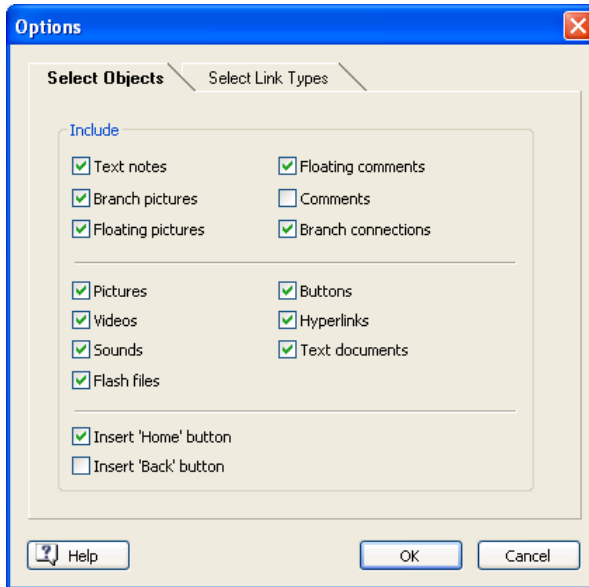 Options
Select Objects Select Link Types
Include
Text notes Floating comments
Branch pictures Comments
Floating pictures Branch connections
Pictures Buttons
Videos Hyperlinks
Sounds Text documents
Flash files
Insert 'Home' button
Insert 'Back' button
Help OK Cancel